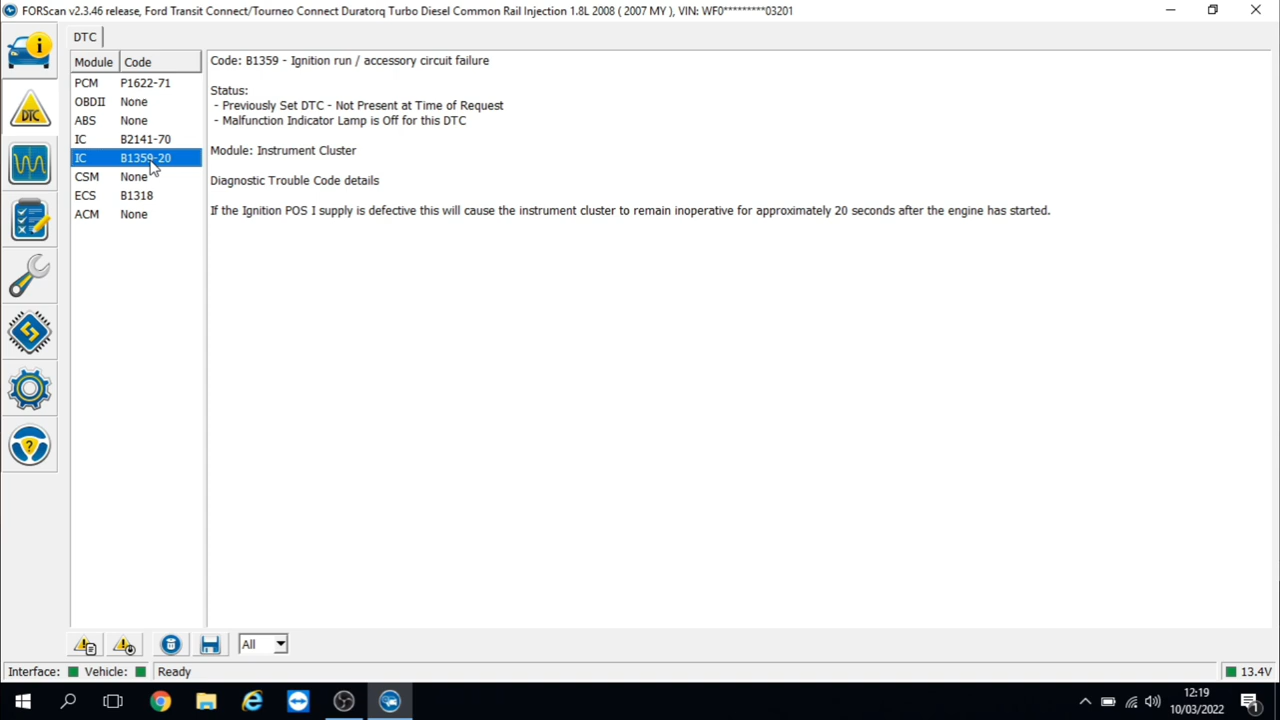 FORScan v2.3.46 release, Ford Transit Connect/Tourneo Connect Duratorq Turbo Diesel Common Rail Injection 1.8L 2008 ( 2007 MY ), VIN: WF0*********03201
DTC
Module Code
PCM P1622-71
OBDII None
ABS None
IC B2141-70
IC B1359-20
CSM None
ECS B1318
ACM None
Code: B1359 - Ignition run / accessory circuit failure
Status:
- Previously Set DTC - Not Present at Time of Request
- Malfunction Indicator Lamp is Off for this DTC
Module: Instrument Cluster
Diagnostic Trouble Code details
If the Ignition POS I supply is defective this will cause the instrument cluster to remain inoperative for approximately 20 seconds after the engine has started.
DTC
All
Interface: Vehicle: Ready 13.4V
12:19
10/03/2022
1